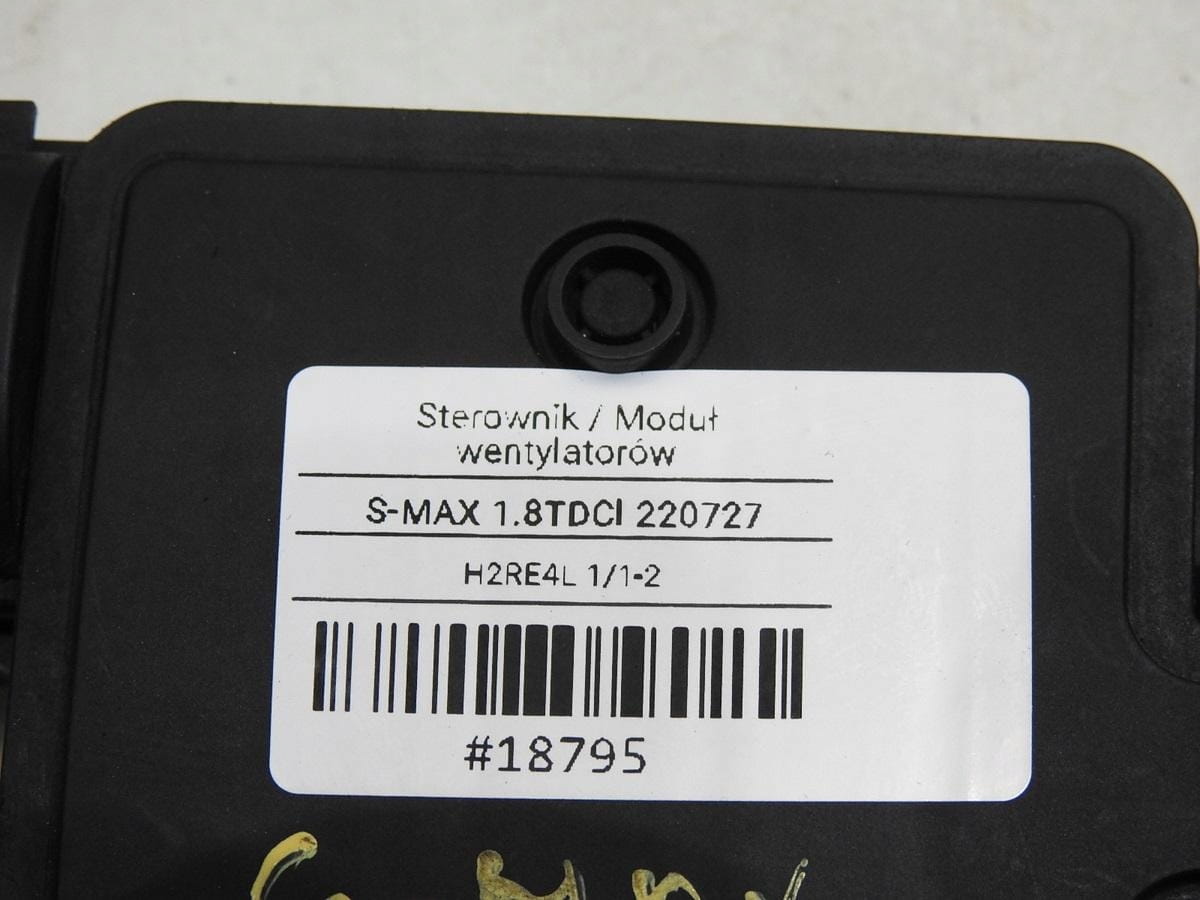 Sterownik / Moduł
wentylatorów
S-MAX 1.8TDCI 220727
H2RE4L 1/1-2
#18795